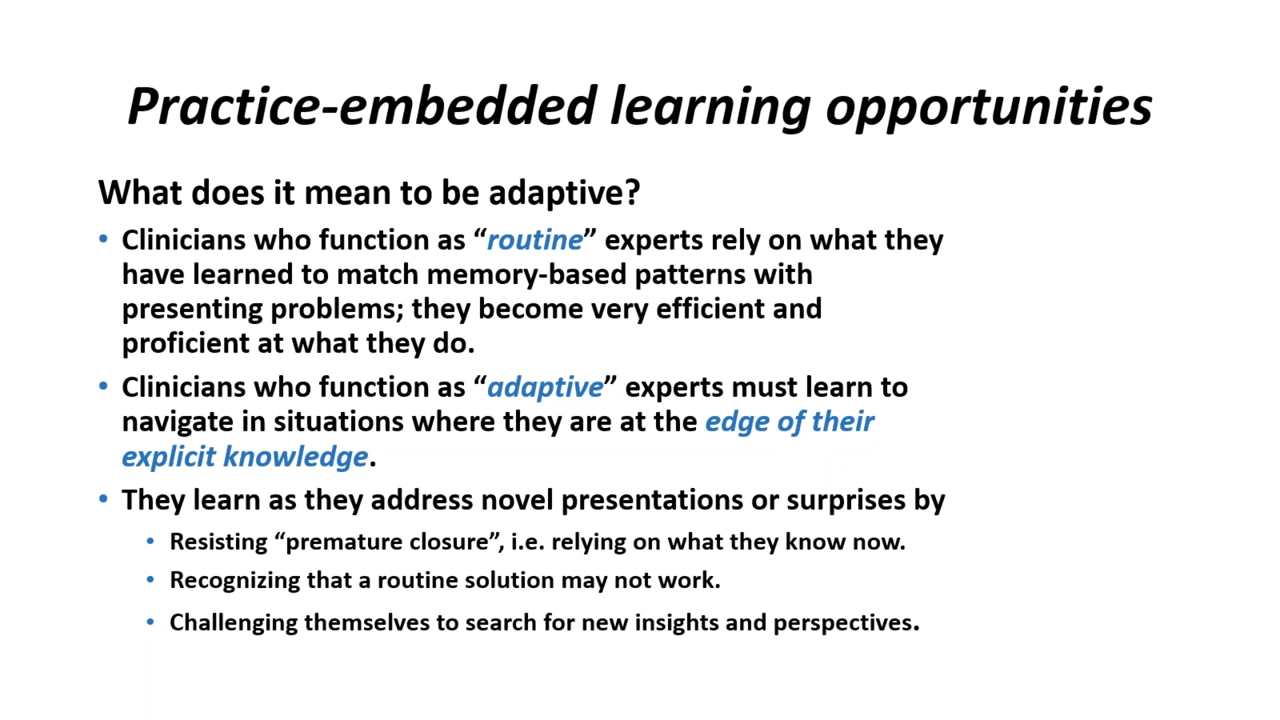 Practice-embedded learning opportunities
What does it mean to be adaptive?
• Clinicians who function as “routine” experts rely on what they
have learned to match memory-based patterns with
presenting problems; they become very efficient and
proficient at what they do.
• Clinicians who function as “adaptive” experts must learn to
navigate in situations where they are at the edge of their
explicit knowledge.
• They learn as they address novel presentations or surprises by
• Resisting “premature closure”, i.e. relying on what they know now.
• Recognizing that a routine solution may not work.
• Challenging themselves to search for new insights and perspectives.